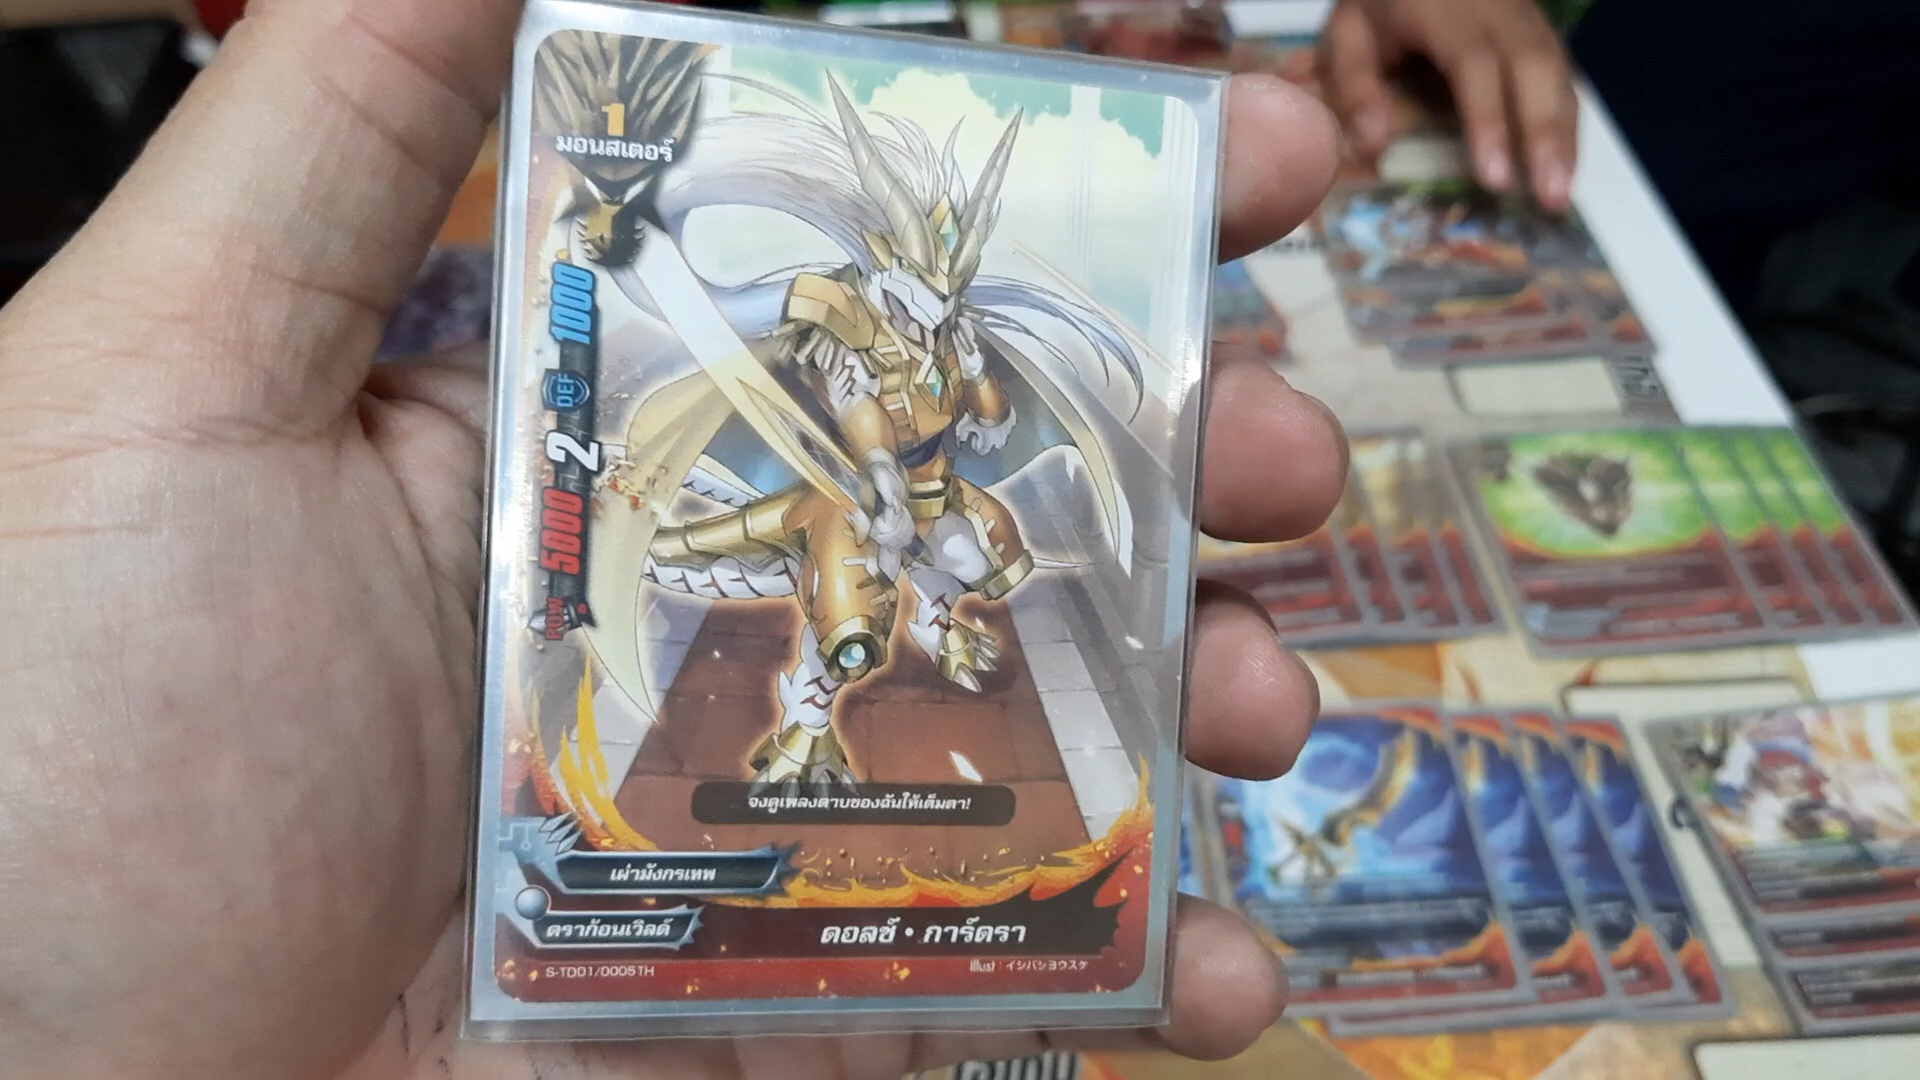 1
มอนสเตอร์
1000
DEF
2
5000
POW
จงดูเพลงดาบของฉันให้เต็มตา!
เผ่ามังกรเทพ
ดราก้อนเวิลด์
ดอลซ์・การ์ดรา
S-TD01/0005TH
Illust：イシバシヨウスケ